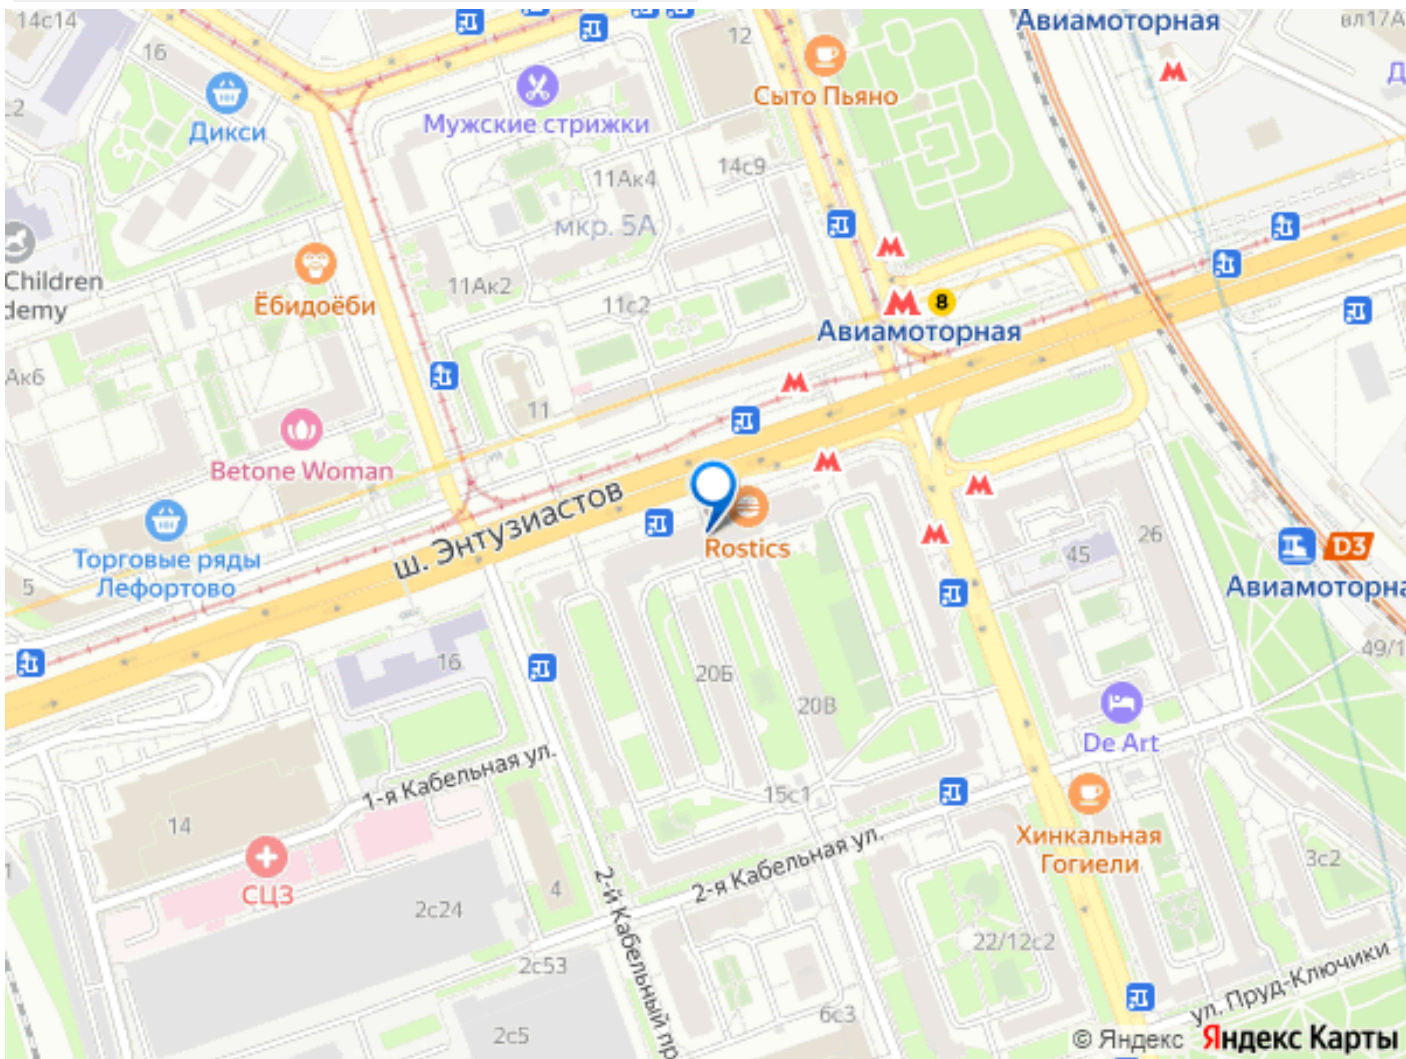 14с14
16
12
Авиамоторная
вл17А
.2
Дикси
Мужские стрижки
Сыто Пьяно
Д
11Ак4
14с9
мкр. 5А
Children
demy
Ёбидоёби
11Ак2
11с2
8
Авиамоторная
Ак6
11
Betone Woman
ш. Энтузиастов
Rostics
Торговые ряды
Лефортово
5
45
26
D3
Авиамоторна
49/1
16
20Б
20В
De Art
1-я Кабельная ул.
15с1
14
СЦЗ
2с24
4
2-й Кабельный пр
2-я Кабельная ул.
Хинкальная
Гогиели
3с2
22/12с2
2с53
6с3
2с5
ул. Пруд-Ключики
© Яндекс Яндекс Карты